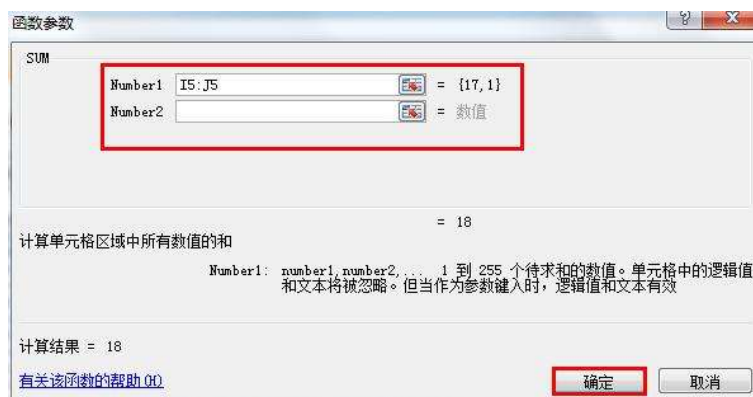 函数参数
SUM
Number1 I5:J5 = {17,1}
Number2 = 数值
= 18
计算单元格区域中所有数值的和
Number1: number1,number2,... 1 到 255 个待求和的数值。单元格中的逻辑值
和文本将被忽略。但当作为参数键入时，逻辑值和文本有效
计算结果 = 18
有关该函数的帮助(H)
确定 取消